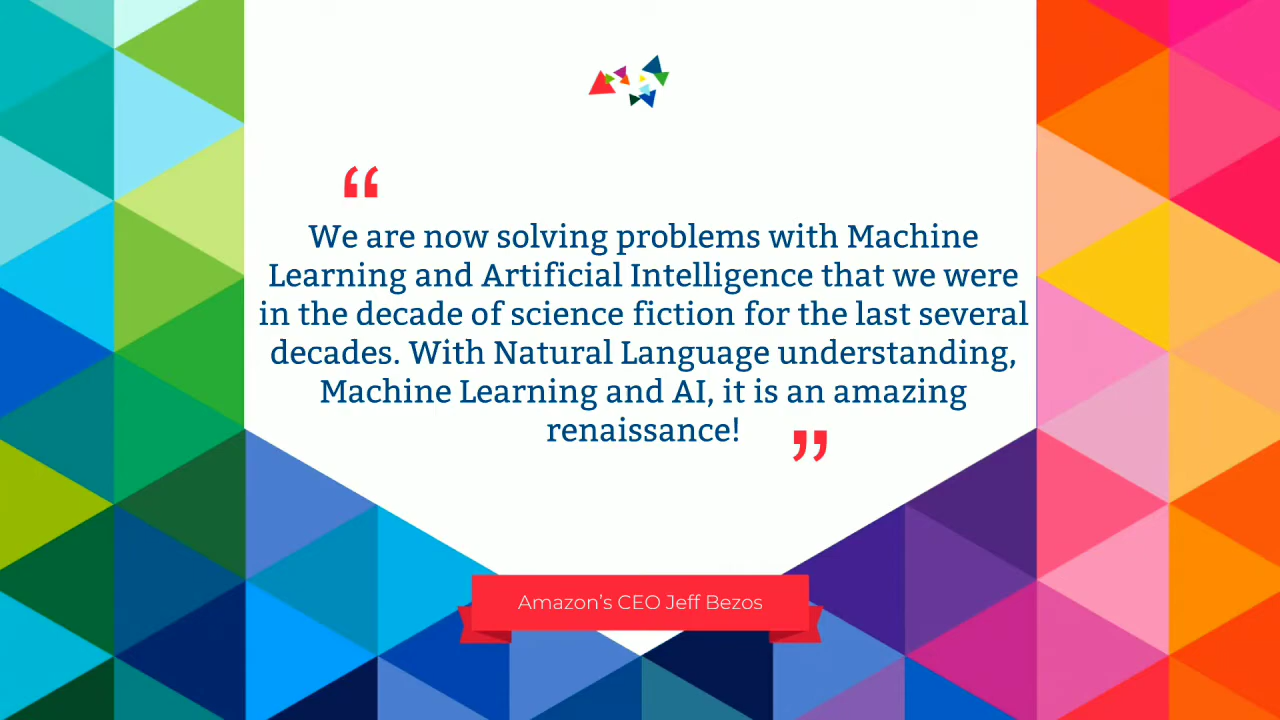 “
We are now solving problems with Machine
Learning and Artificial Intelligence that we were
in the decade of science fiction for the last several
decades. With Natural Language understanding,
Machine Learning and AI, it is an amazing
renaissance!
”
Amazon’s CEO Jeff Bezos